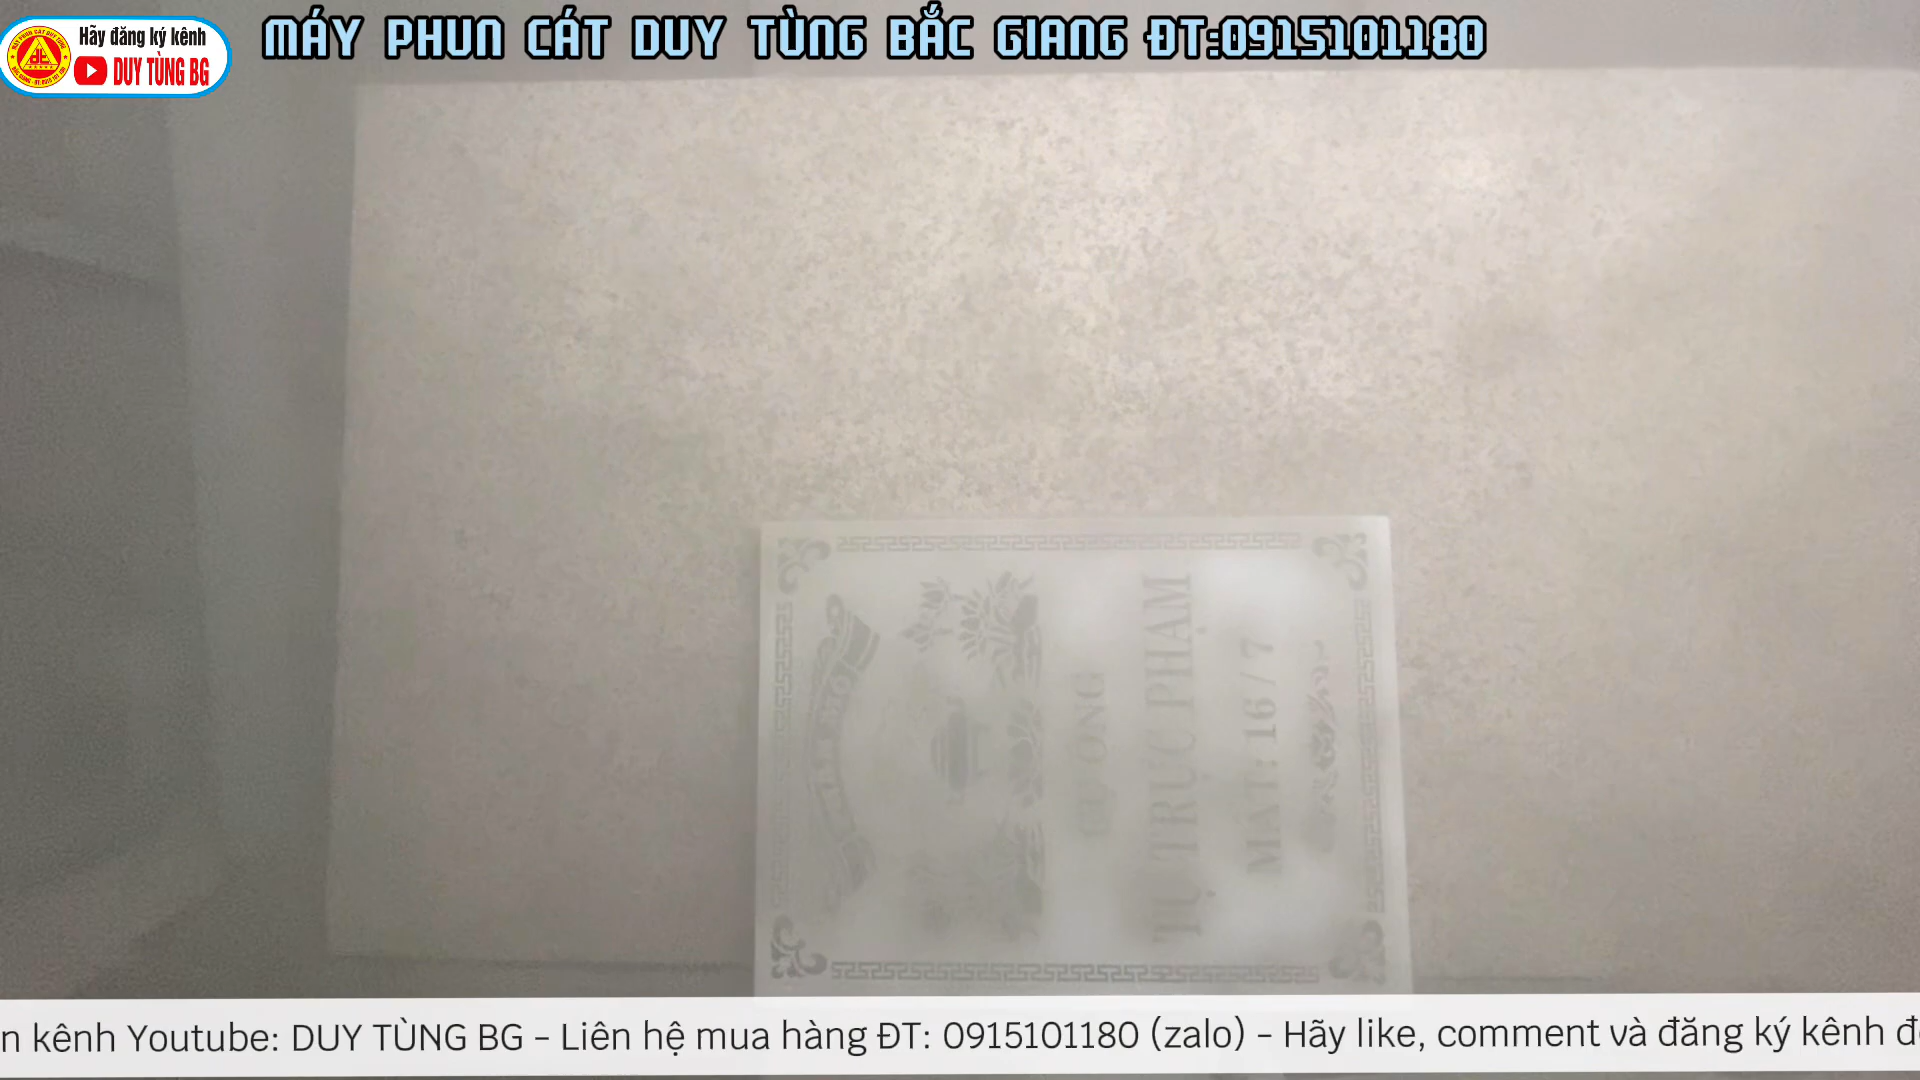 Hãy đăng ký kênh
DUY TÙNG BG
MÁY PHUN CÁT DUY TÙNG BẮC GIANG ĐT:0915101180
TỰ TRỰC PHẠM
MẤT: 16 / 7
n kênh Youtube: DUY TÙNG BG - Liên hệ mua hàng ĐT: 0915101180 (zalo) - Hãy like, comment và đăng ký kênh